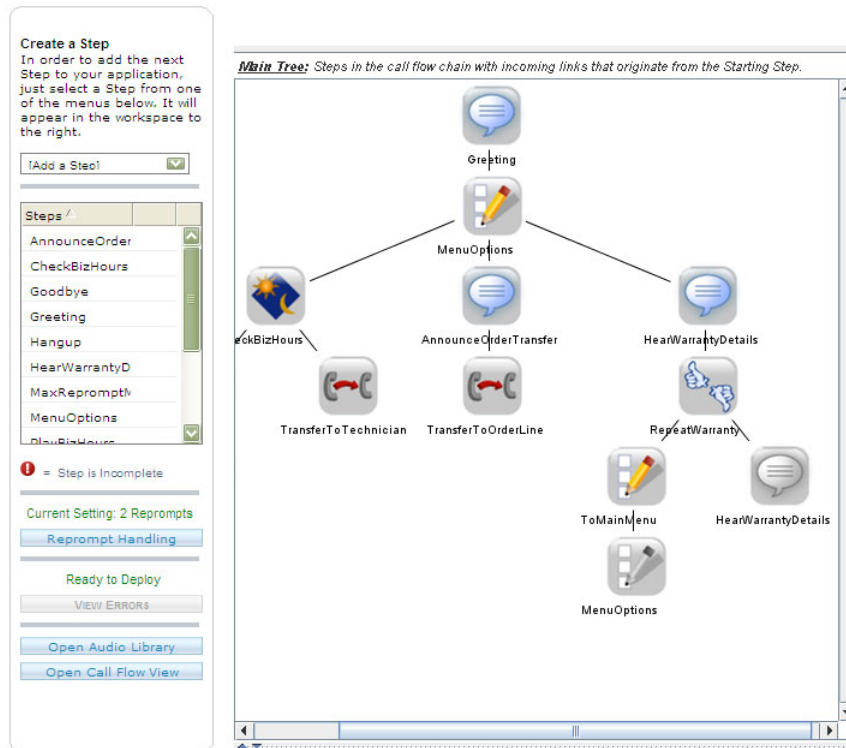 Create a Step
In order to add the next
Step to your application,
just select a Step from one
of the menus below. It will
appear in the workspace to
the right.
[Add a Step]
Steps
AnnounceOrder
CheckBizHours
Goodbye
Greeting
Hangup
HearWarrantyD
MaxRepromptM
MenuOptions
PlayBizHours
= Step is Incomplete
Current Setting: 2 Reprompts
Reprompt Handling
Ready to Deploy
VIEW ERRORS
Open Audio Library
Open Call Flow View
Main Tree: Steps in the call flow chain with incoming links that originate from the Starting Step.
Greeting
MenuOptions
eckBizHours
AnnounceOrderTransfer
HearWarrantyDetails
TransferToTechnician
TransferToOrderLine
RepeatWarranty
ToMainMenu
HearWarrantyDetails
MenuOptions